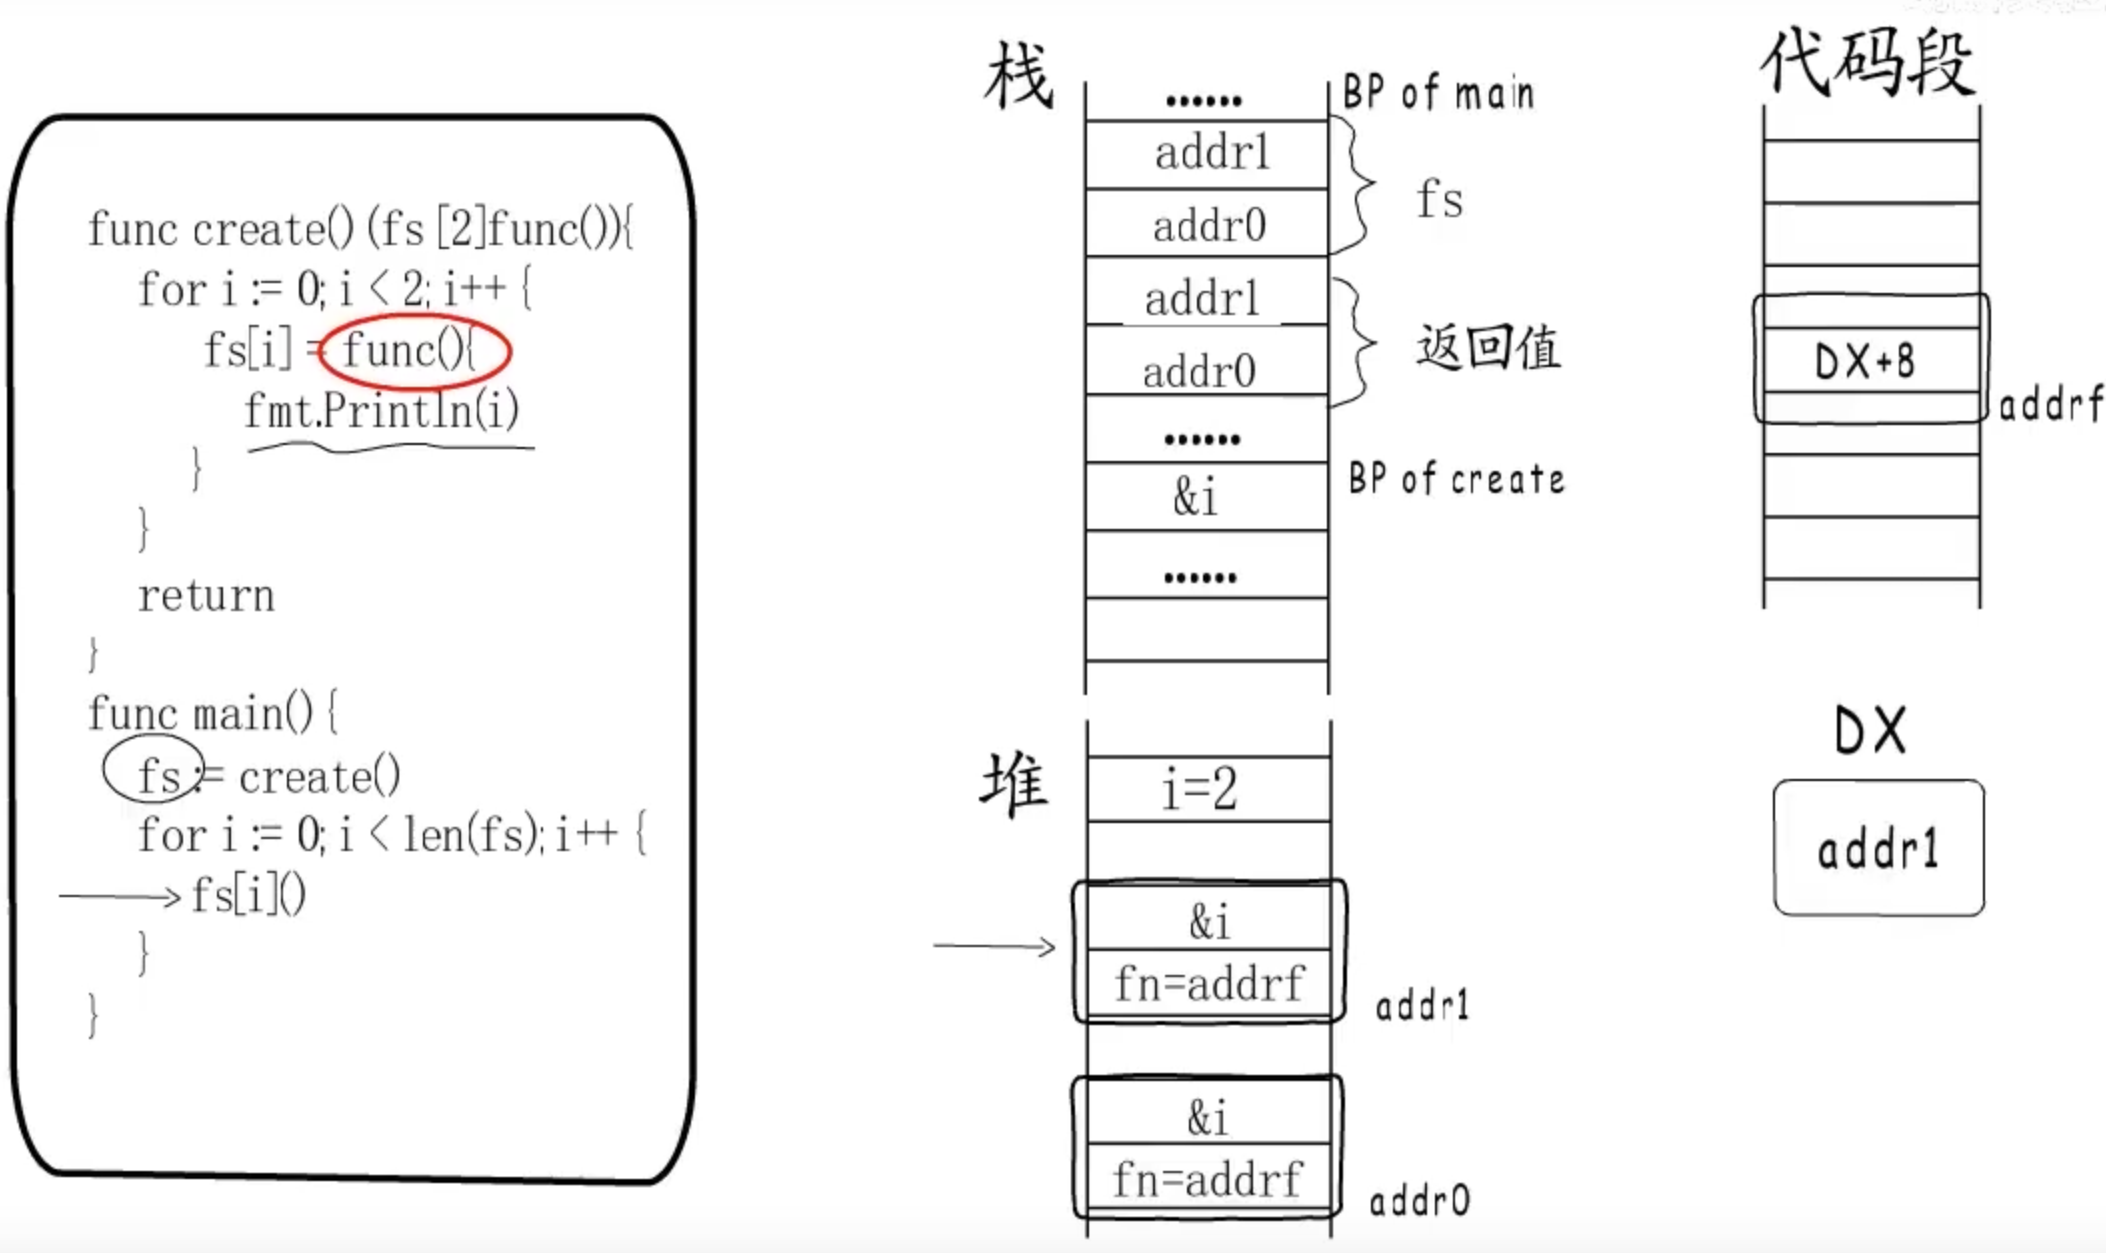 func create() (fs [2]func()){
for i := 0; i < 2; i++ {
fs[i] = func(){
fmt.Println(i)
}
}
return
}
func main() {
fs := create()
for i := 0; i < len(fs); i++ {
fs[i]()
}
}
栈
......
BP of main
addr1
addr0
fs
addr1
addr0
返回值
......
&i
BP of create
......
堆
i=2
&i
fn=addrf
addr1
&i
fn=addrf
addr0
代码段
DX+8
addrf
DX
addr1